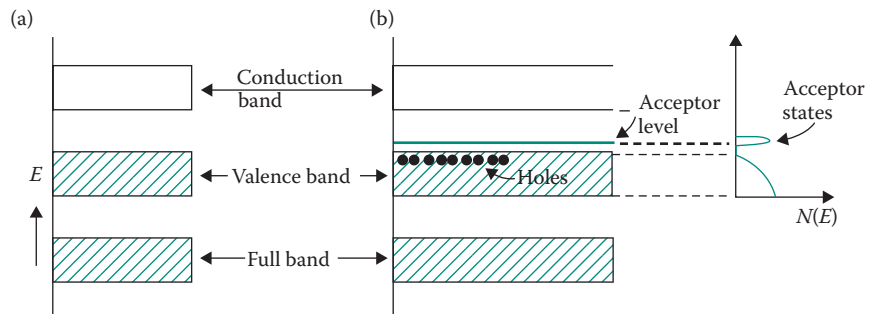 (a)
(b)
Conduction
band
Acceptor
level
Acceptor
states
E
Valence band
Holes
N(E)
Full band